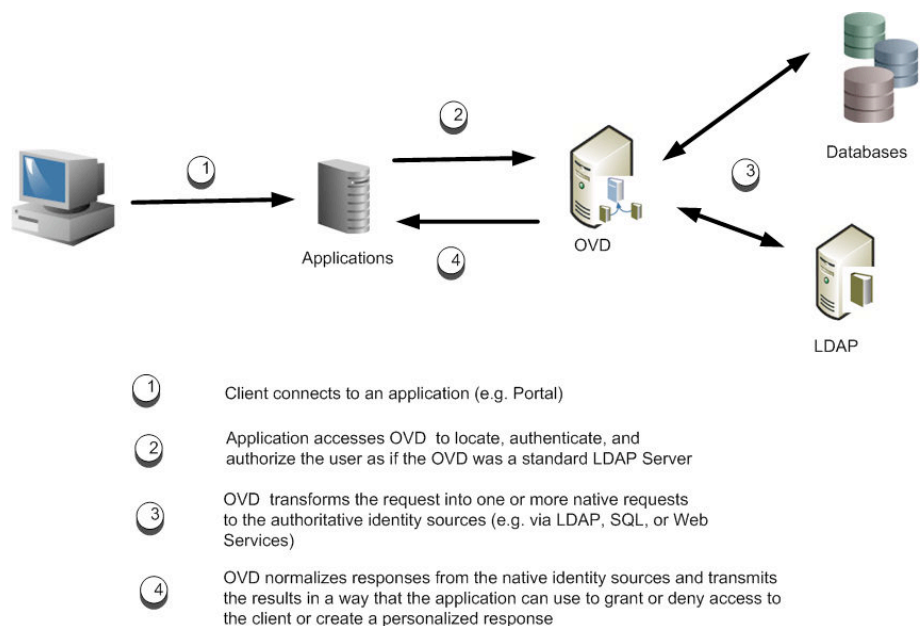 Databases
2
3
1
Applications
OVD
4
LDAP
1
Client connects to an application (e.g. Portal)
2
Application accesses OVD to locate, authenticate, and
authorize the user as if the OVD was a standard LDAP Server
3
OVD transforms the request into one or more native requests
to the authoritative identity sources (e.g. via LDAP, SQL, or Web
Services)
4
OVD normalizes responses from the native identity sources and transmits
the results in a way that the application can use to grant or deny access to
the client or create a personalized response